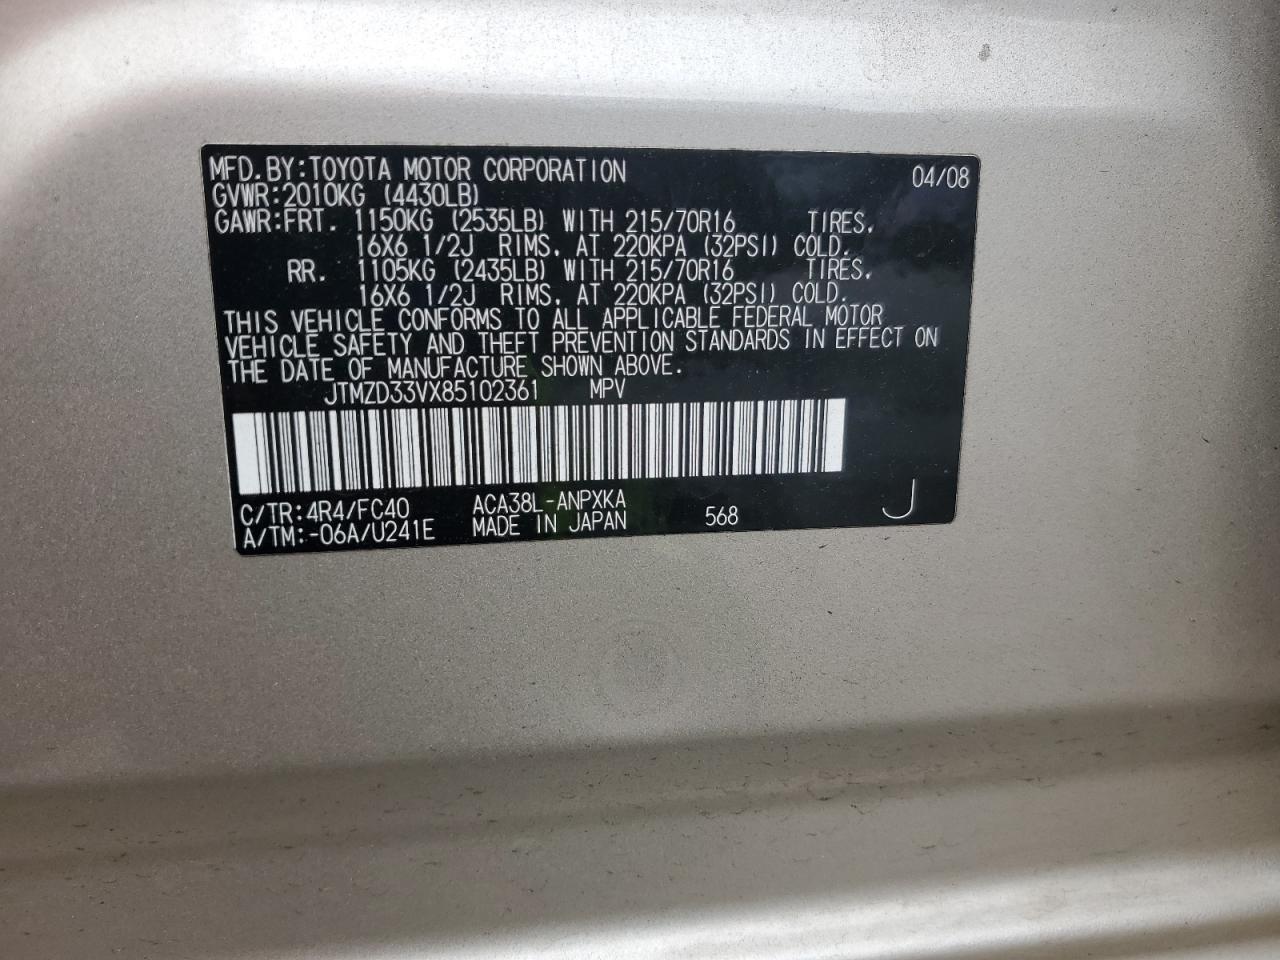 MFD.BY:TOYOTA MOTOR CORPORATION 04/08
GVWR:2010KG (4430LB)
GAWR:FRT. 1150KG (2535LB) WITH 215/70R16 TIRES.
16X6 1/2J RIMS. AT 220KPA (32PSI) COLD.
RR. 1105KG (2435LB) WITH 215/70R16 TIRES.
16X6 1/2J RIMS. AT 220KPA (32PSI) COLD.
THIS VEHICLE CONFORMS TO ALL APPLICABLE FEDERAL MOTOR
VEHICLE SAFETY AND THEFT PREVENTION STANDARDS IN EFFECT ON
THE DATE OF MANUFACTURE SHOWN ABOVE.
JTMZD33VX85102361 MPV
C/TR:4R4/FC40 ACA38L-ANPXKA
A/TM:-06A/U241E MADE IN JAPAN 568 J